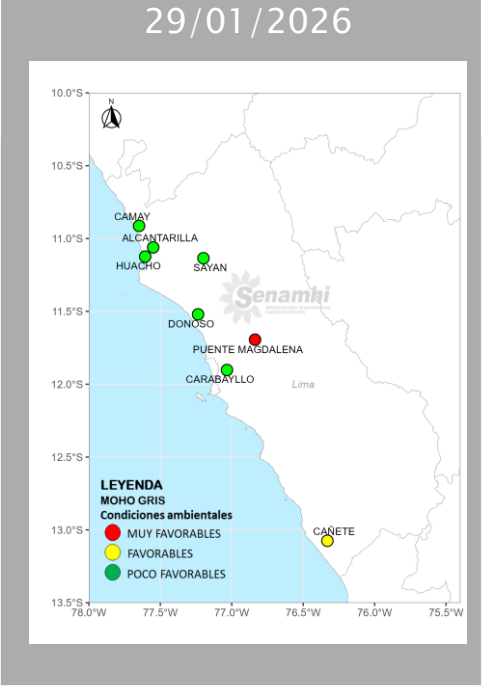 29/01/2026
10.0°S
N
10.5°S
CAMAY
11.0°S
ALCANTARILLA
HUACHO
SAYAN
Senamhi
11.5°S
DONOSO
PUENTE MAGDALENA
CARABAYLLO
12.0°S
Lima
12.5°S
LEYENDA
MOHO GRIS
Condiciones ambientales
MUY FAVORABLES
FAVORABLES
POCO FAVORABLES
13.0°S
CAÑETE
13.5°S
78.0°W 77.5°W 77.0°W 76.5°W 76.0°W 75.5°W